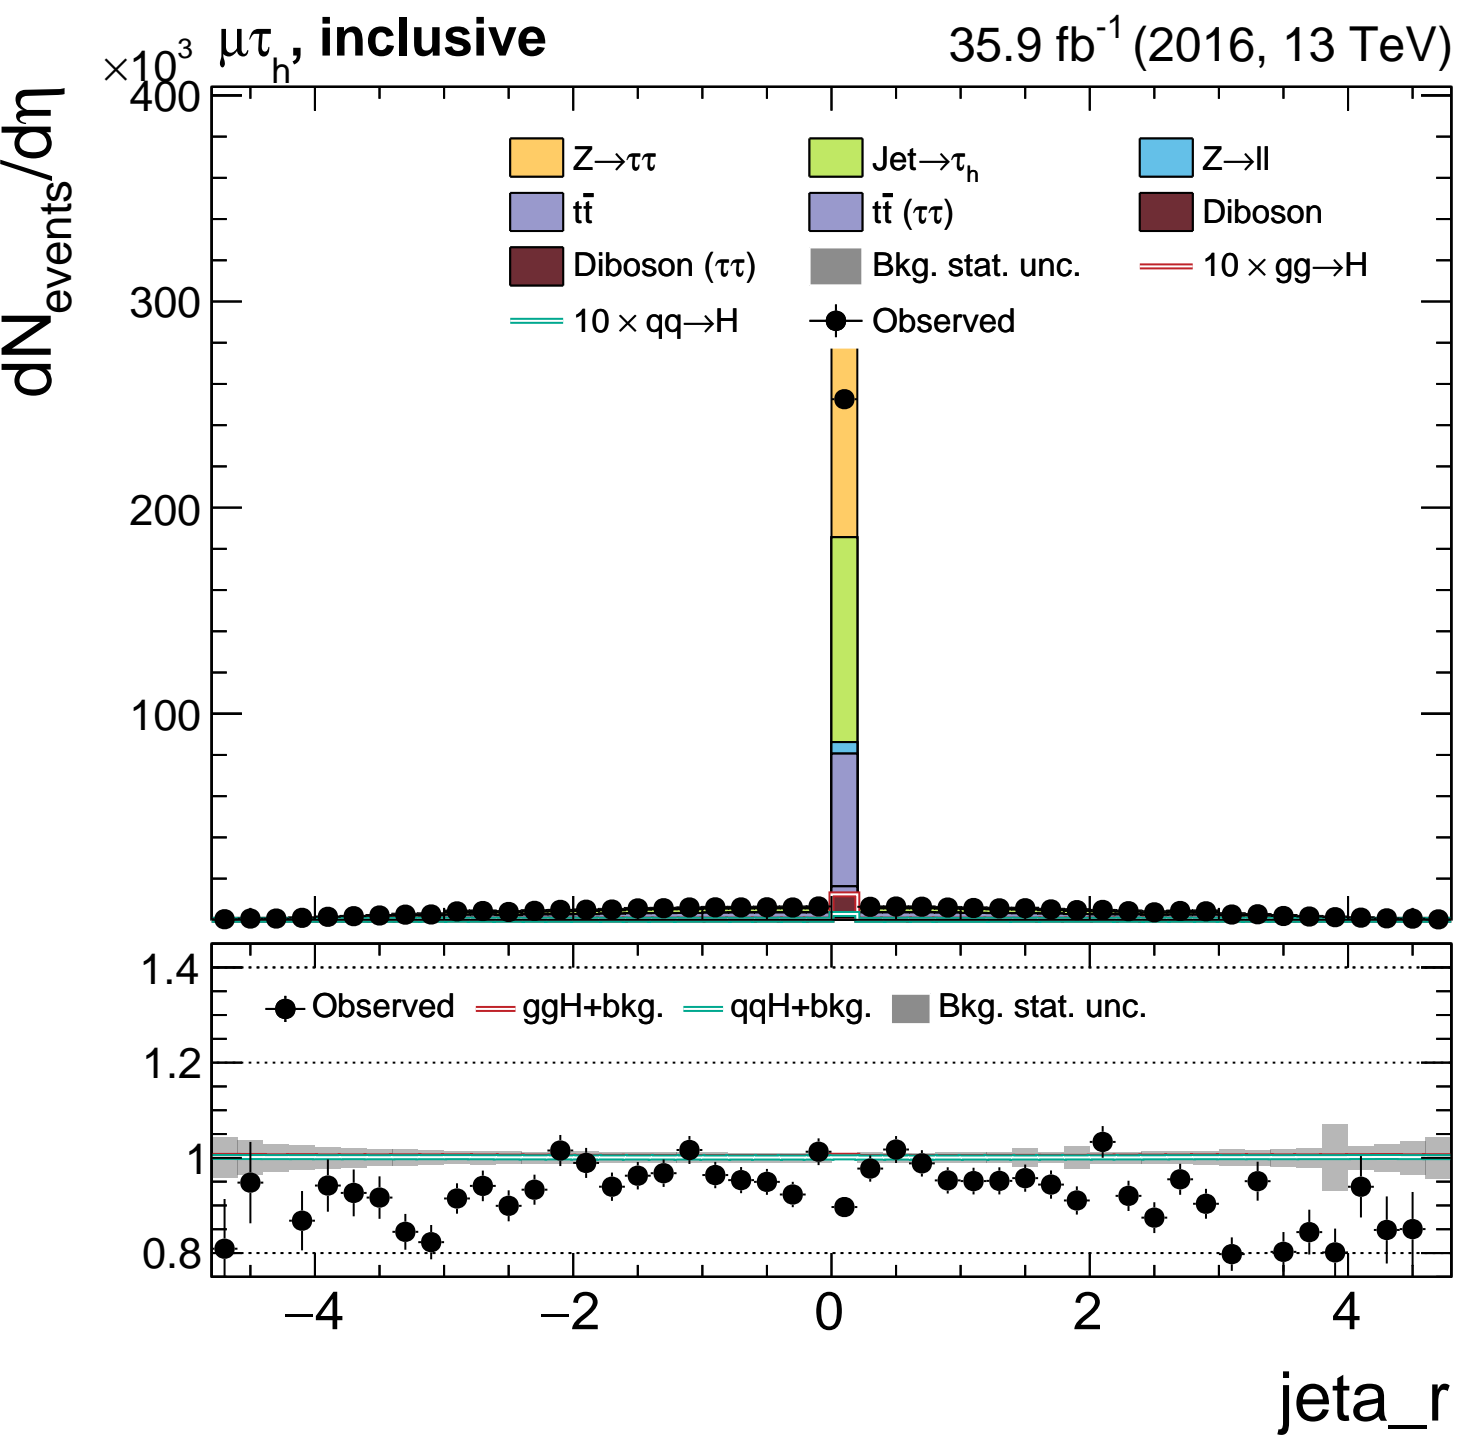 μτh, inclusive 35.9 fb-1 (2016, 13 TeV)
×10³
dNevents/dη
400
300
200
100
Z→ττ Jet→τh Z→ll
tt̄ tt̄ (ττ) Diboson
Diboson (ττ) Bkg. stat. unc. 10 × gg→H
10 × qq→H Observed
1.4
1.2
1
0.8
Observed ggH+bkg. qqH+bkg. Bkg. stat. unc.
−4 −2 0 2 4
jeta_r